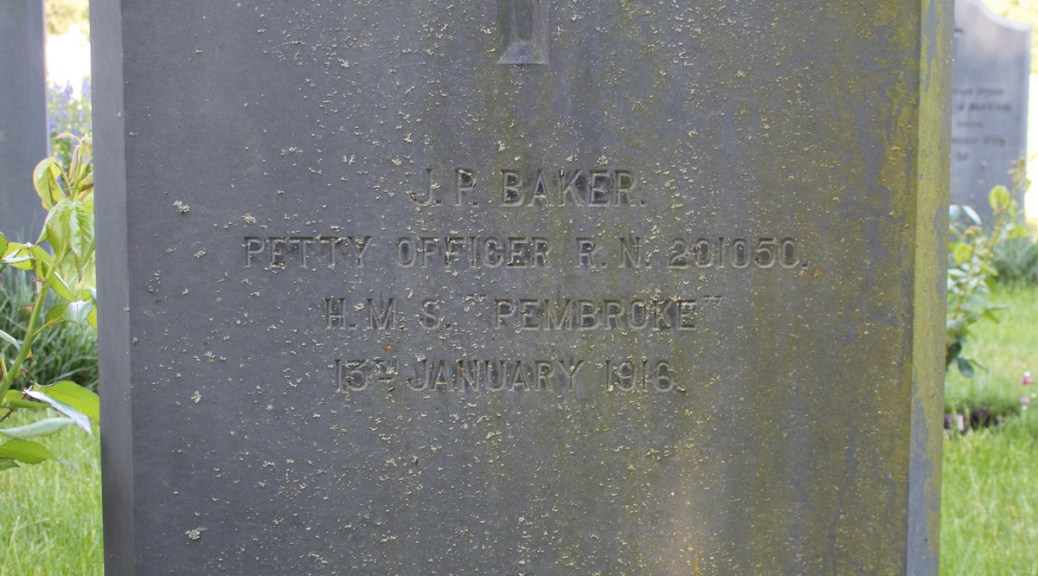 J. P. BAKER.
PETTY OFFICER R. N. 201050.
H. M. S. "PEMBROKE"
13TH JANUARY 1916.